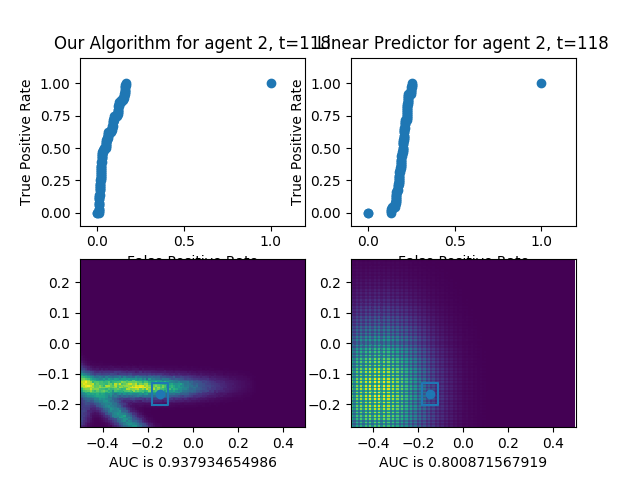 Our Algorithm for agent 2, t=118
Linear Predictor for agent 2, t=118
True Positive Rate
1.00
0.75
0.50
0.25
0.00
0.0 0.5 1.0
False Positive Rate
True Positive Rate
1.00
0.75
0.50
0.25
0.00
0.0 0.5 1.0
False Positive Rate
0.2
0.1
0.0
−0.1
−0.2
−0.4 −0.2 0.0 0.2 0.4
AUC is 0.937934654986
0.2
0.1
0.0
−0.1
−0.2
−0.4 −0.2 0.0 0.2 0.4
AUC is 0.800871567919